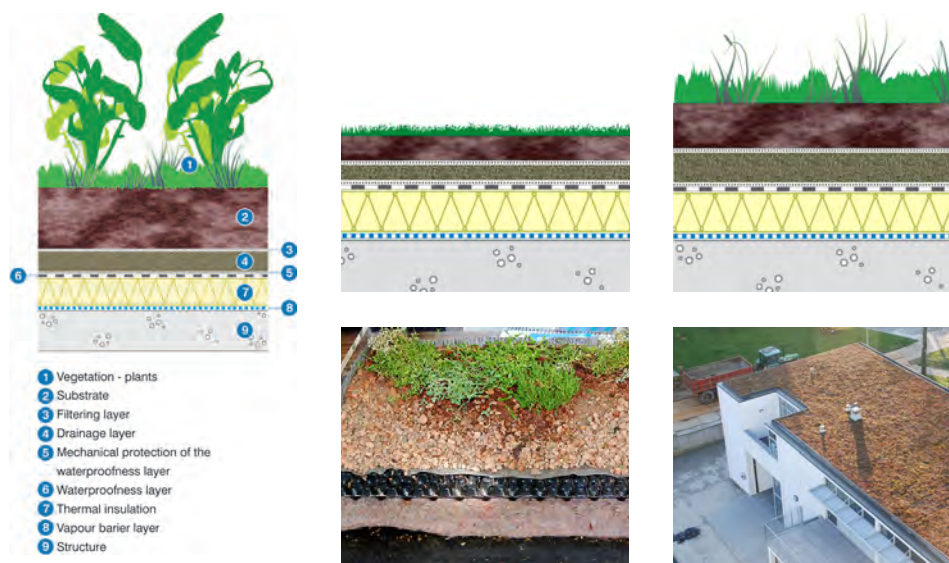 1
2
3
4
5
6
7
8
9
1 Vegetation - plants
2 Substrate
3 Filtering layer
4 Drainage layer
5 Mechanical protection of the
waterproofness layer
6 Waterproofness layer
7 Thermal insulation
8 Vapour barier layer
9 Structure